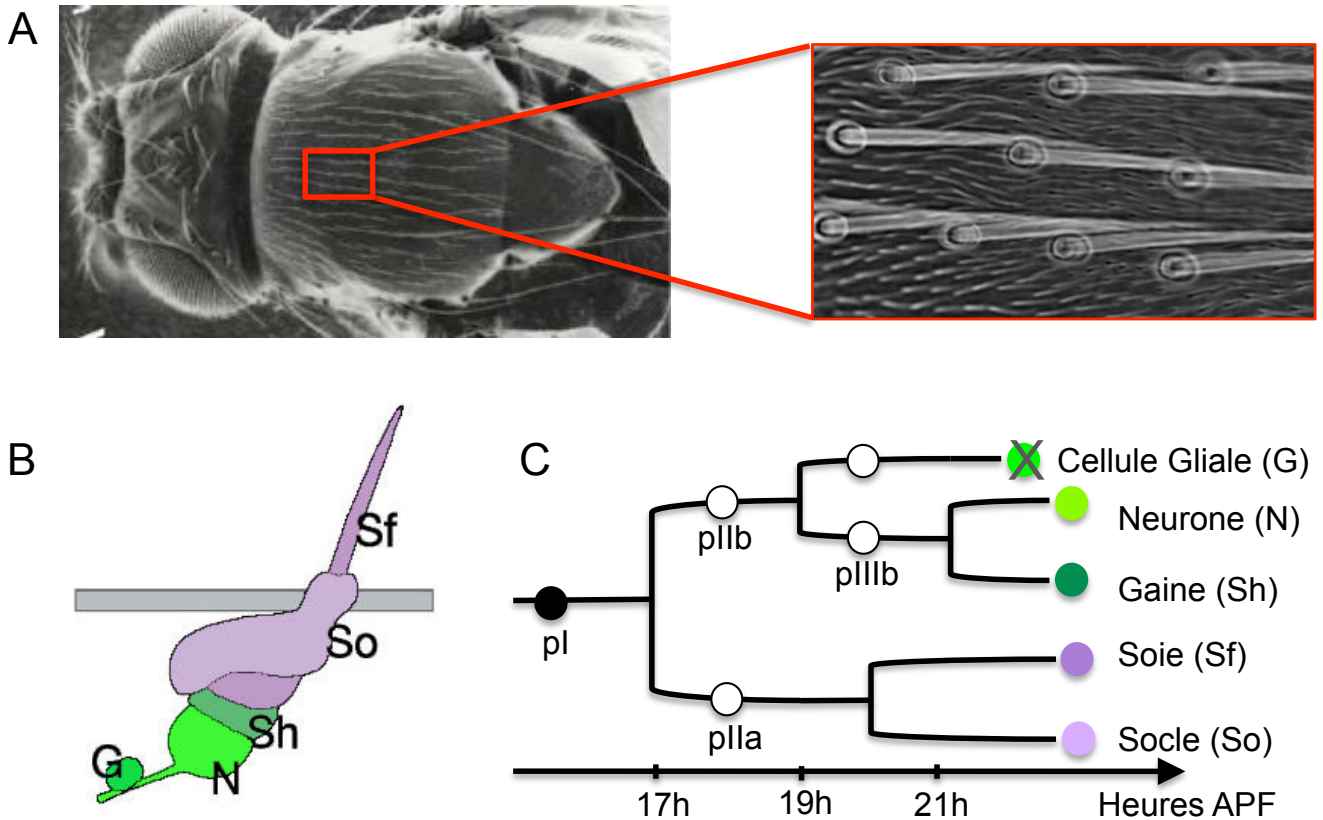 A
B
Sf
So
Sh
G
N
C
Cellule Gliale (G)
pIIb
Neurone (N)
pIIIb
Gaine (Sh)
pI
Soie (Sf)
pIIa
Socle (So)
17h
19h
21h
Heures APF